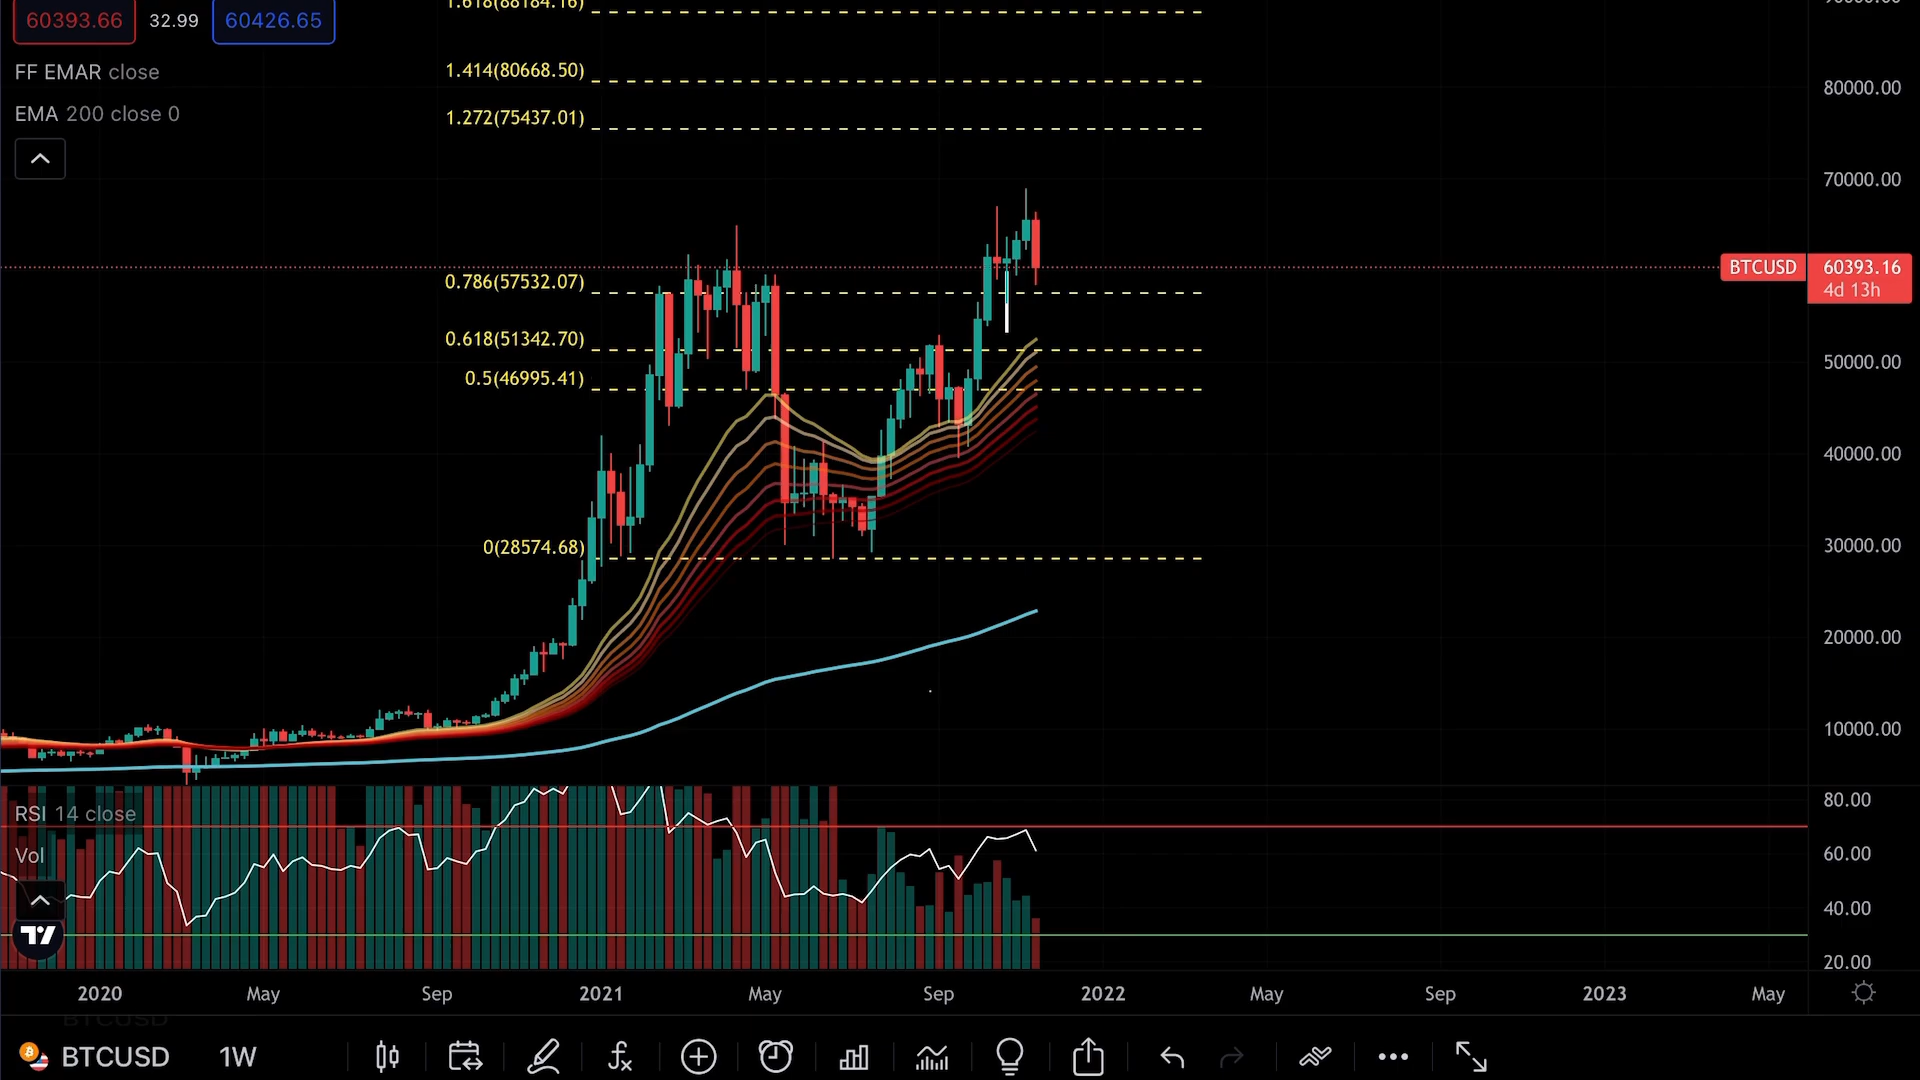 60393.66 32.99 60426.65
1.618(88184.16)
FF EMAR close
EMA 200 close 0
1.414(80668.50)
1.272(75437.01)
0.786(57532.07)
0.618(51342.70)
0.5(46995.41)
0(28574.68)
80000.00
70000.00
BTCUSD 60393.16
4d 13h
50000.00
40000.00
30000.00
20000.00
10000.00
RSI 14 close
Vol
80.00
60.00
40.00
20.00
2020 May Sep 2021 May Sep 2022 May Sep 2023 May
BTCUSD 1W